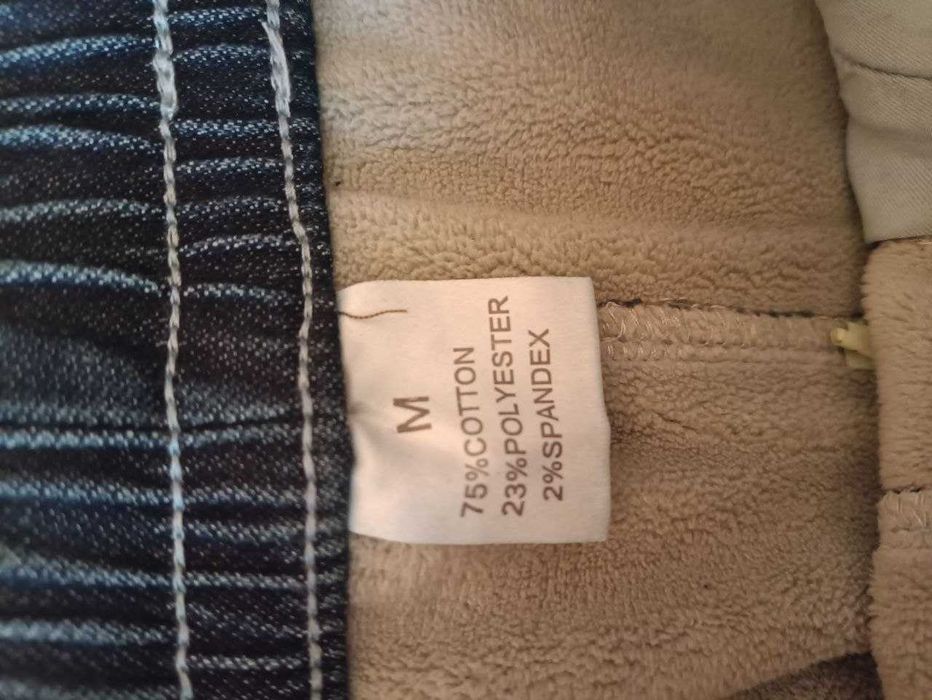 M
75%COTTON
23%POLYESTER
2%SPANDEX